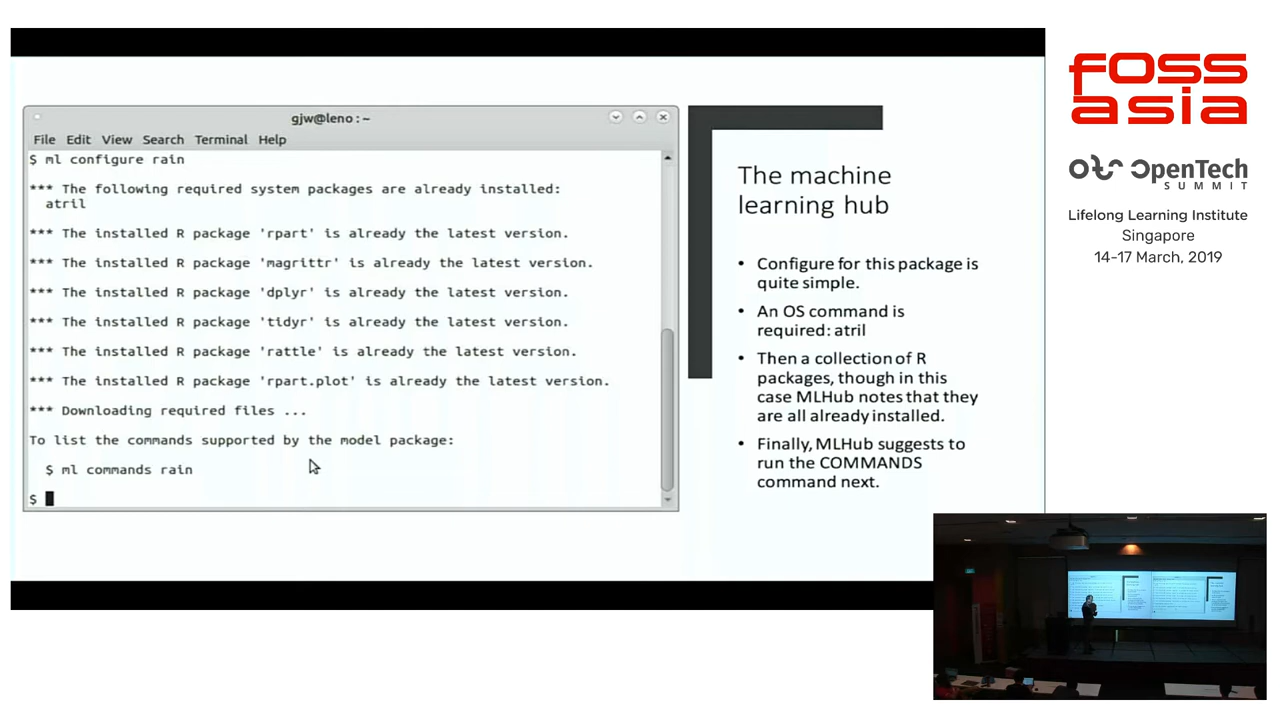 gjw@leno : ~
File Edit View Search Terminal Help
$ ml configure rain
*** The following required system packages are already installed:
atril
*** The installed R package 'rpart' is already the latest version.
*** The installed R package 'magrittr' is already the latest version.
*** The installed R package 'dplyr' is already the latest version.
*** The installed R package 'tidyr' is already the latest version.
*** The installed R package 'rattle' is already the latest version.
*** The installed R package 'rpart.plot' is already the latest version.
*** Downloading required files ...
To list the commands supported by the model package:
$ ml commands rain
$
The machine
learning hub
• Configure for this package is
quite simple.
• An OS command is
required: atril
• Then a collection of R
packages, though in this
case MLHub notes that they
are all already installed.
• Finally, MLHub suggests to
run the COMMANDS
command next.
FOSS
asia
OpenTech
SUMMIT
Lifelong Learning Institute
Singapore
14-17 March, 2019